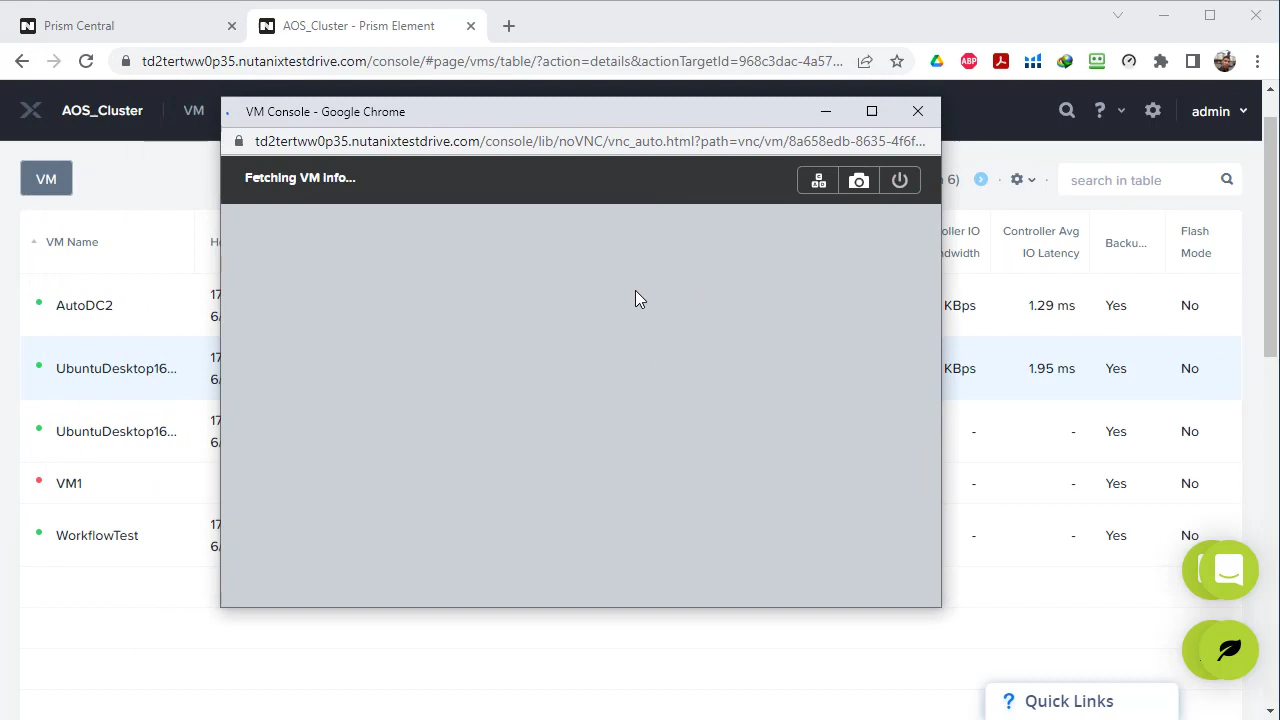 Prism Central
AOS_Cluster - Prism Element
td2tertww0p35.nutanixtestdrive.com/console/#page/vms/table/?action=details&actionTargetId=968c3dac-4a57...
ABP
AOS_Cluster
VM
?
admin
VM Console - Google Chrome
td2tertww0p35.nutanixtestdrive.com/console/lib/noVNC/vnc_auto.html?path=vnc/vm/8a658edb-8635-4f6f...
Fetching VM Info...
VM
6)
search in table
VM Name
Controller Avg
IO Latency
Backu...
Flash
Mode
AutoDC2
17
6/
KBps
1.29 ms
Yes
No
UbuntuDesktop16...
17
6/
KBps
1.95 ms
Yes
No
UbuntuDesktop16...
17
6/
-
-
Yes
No
VM1
-
-
Yes
No
WorkflowTest
17
6/
-
-
Yes
No
? Quick Links